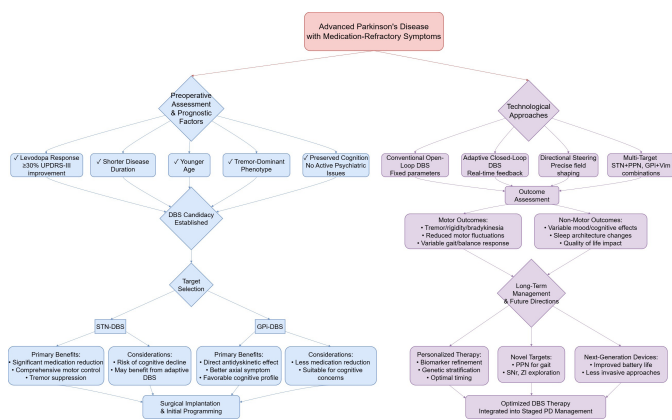 Advanced Parkinson's Disease
with Medication-Refractory Symptoms
Preoperative
Assessment
& Prognostic
Factors
✓ Levodopa Response
≥30% UPDRS-III
improvement
✓ Shorter Disease
Duration
✓ Younger
Age
✓ Tremor-Dominant
Phenotype
✓ Preserved Cognition
No Active Psychiatric
Issues
DBS Candidacy
Established
Target
Selection
STN-DBS
GPi-DBS
Primary Benefits:
• Significant medication reduction
• Comprehensive motor control
• Tremor suppression
Considerations:
• Risk of cognitive decline
• May benefit from adaptive
DBS
Primary Benefits:
• Direct antidyskinetic effect
• Better axial symptom
• Favorable cognitive profile
Considerations:
• Less medication reduction
• Suitable for cognitive
concerns
Surgical Implantation
& Initial Programming
Technological
Approaches
Conventional Open-
Loop DBS
Fixed parameters
Adaptive Closed-Loop
DBS
Real-time feedback
Directional Steering
Precise field
shaping
Multi-Target
STN+PPN, GPi+Vim
combinations
Outcome
Assessment
Motor Outcomes:
• Tremor/rigidity/bradykinesia
• Reduced motor fluctuations
• Variable gait/balance response
Non-Motor Outcomes:
• Variable mood/cognitive effects
• Sleep architecture changes
• Quality of life impact
Long-Term
Management
& Future Directions
Personalized Therapy:
• Biomarker refinement
• Genetic stratification
• Optimal timing
Novel Targets:
• PPN for gait
• SNr, ZI exploration
Next-Generation Devices:
• Improved battery life
• Less invasive approaches
Optimized DBS Therapy
Integrated into Staged PD Management